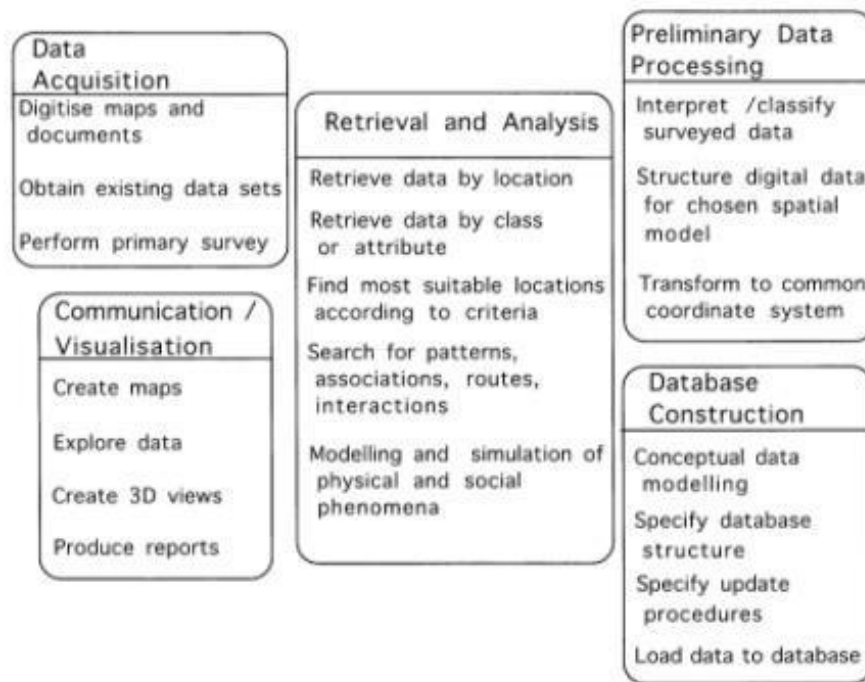 Data
Acquisition
Digitise maps and
documents
Obtain existing data sets
Perform primary survey
Communication /
Visualisation
Create maps
Explore data
Create 3D views
Produce reports
Retrieval and Analysis
Retrieve data by location
Retrieve data by class
or attribute
Find most suitable locations
according to criteria
Search for patterns,
associations, routes,
interactions
Modelling and simulation of
physical and social
phenomena
Preliminary Data
Processing
Interpret /classify
surveyed data
Structure digital data
for chosen spatial
model
Transform to common
coordinate system
Database
Construction
Conceptual data
modelling
Specify database
structure
Specify update
procedures
Load data to database